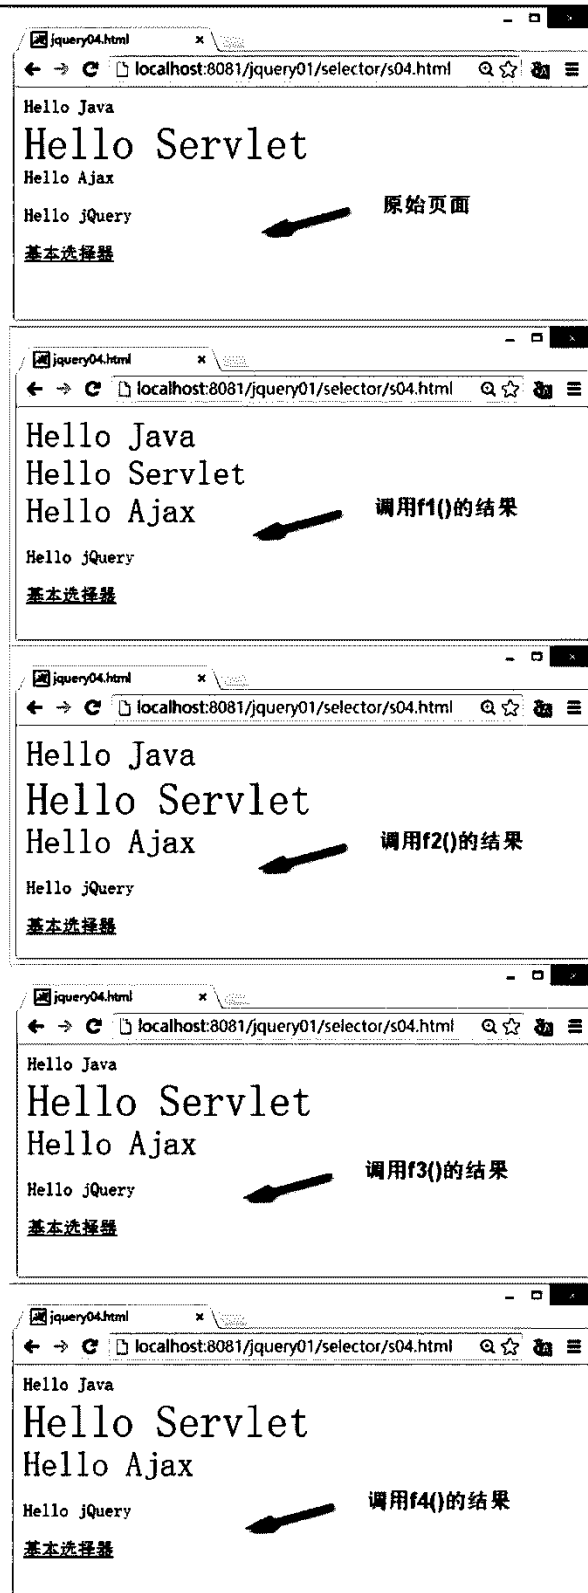 jquery04.html
localhost:8081/jquery01/selector/s04.html
Hello Java
Hello Servlet
Hello Ajax
原始页面
Hello jQuery
基本选择器
jquery04.html
localhost:8081/jquery01/selector/s04.html
Hello Java
Hello Servlet
Hello Ajax
调用f1()的结果
Hello jQuery
基本选择器
jquery04.html
localhost:8081/jquery01/selector/s04.html
Hello Java
Hello Servlet
Hello Ajax
调用f2()的结果
Hello jQuery
基本选择器
jquery04.html
localhost:8081/jquery01/selector/s04.html
Hello Java
Hello Servlet
Hello Ajax
调用f3()的结果
Hello jQuery
基本选择器
jquery04.html
localhost:8081/jquery01/selector/s04.html
Hello Java
Hello Servlet
Hello Ajax
调用f4()的结果
Hello jQuery
基本选择器